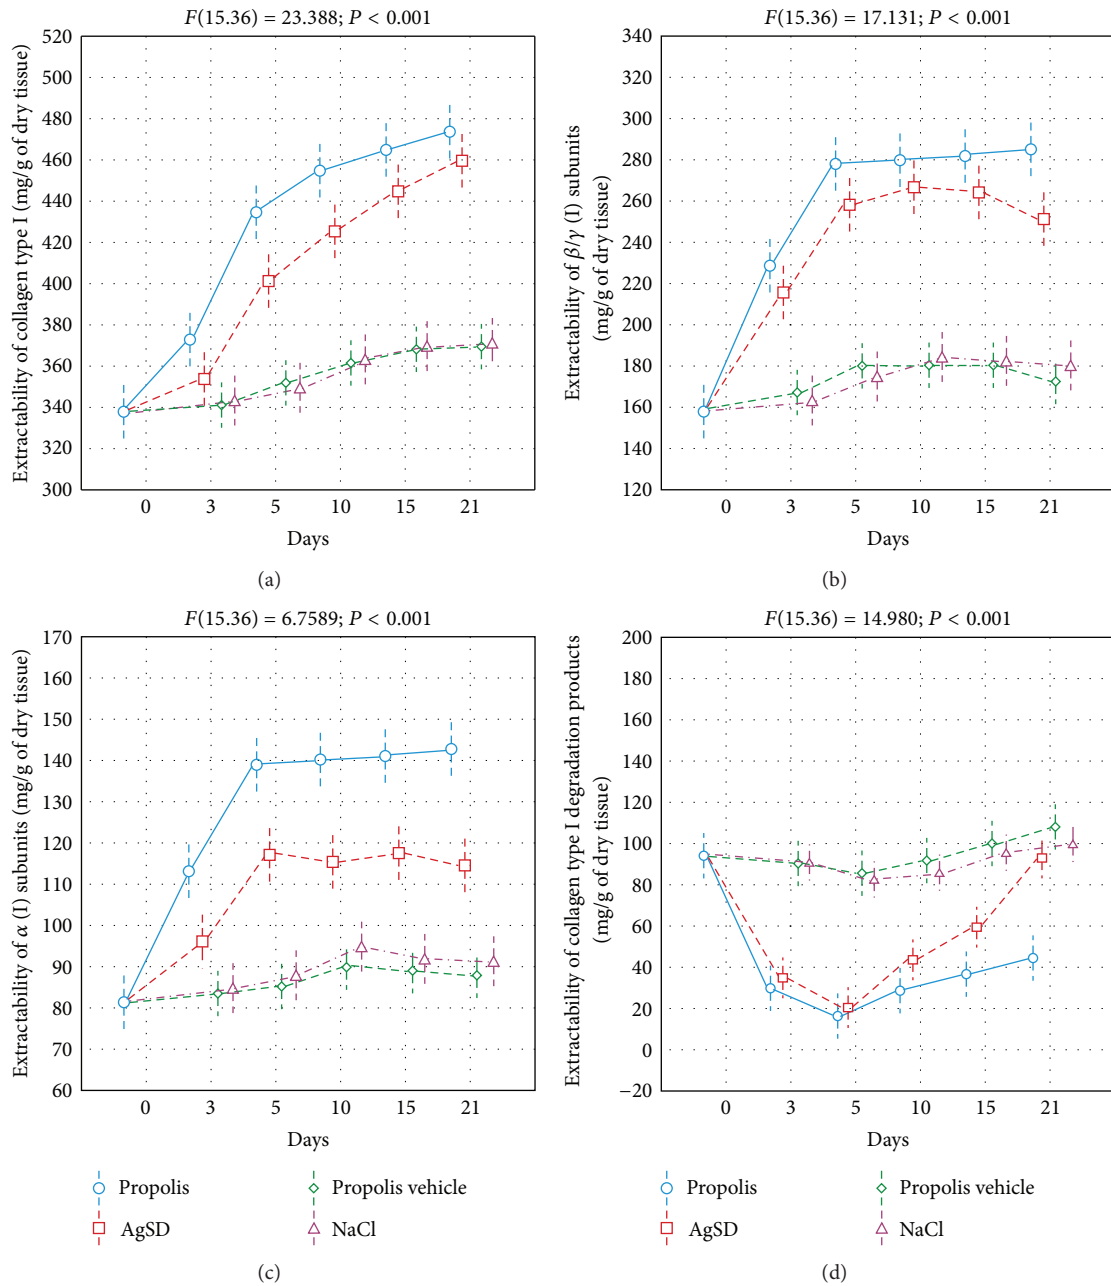 F(15.36) = 23.388; P < 0.001
Extractability of collagen type I (mg/g of dry tissue)
520
500
480
460
440
420
400
380
360
340
320
300
0 3 5 10 15 21
Days
(a)
F(15.36) = 17.131; P < 0.001
Extractability of β/γ (I) subunits
(mg/g of dry tissue)
340
320
300
280
260
240
220
200
180
160
140
120
0 3 5 10 15 21
Days
(b)
F(15.36) = 6.7589; P < 0.001
Extractability of α (I) subunits (mg/g of dry tissue)
170
160
150
140
130
120
110
100
90
80
70
60
0 3 5 10 15 21
Days
Propolis
AgSD
Propolis vehicle
NaCl
(c)
F(15.36) = 14.980; P < 0.001
Extractability of collagen type I degradation products
(mg/g of dry tissue)
200
180
160
140
120
100
80
60
40
20
0
−20
0 3 5 10 15 21
Days
Propolis
AgSD
Propolis vehicle
NaCl
(d)